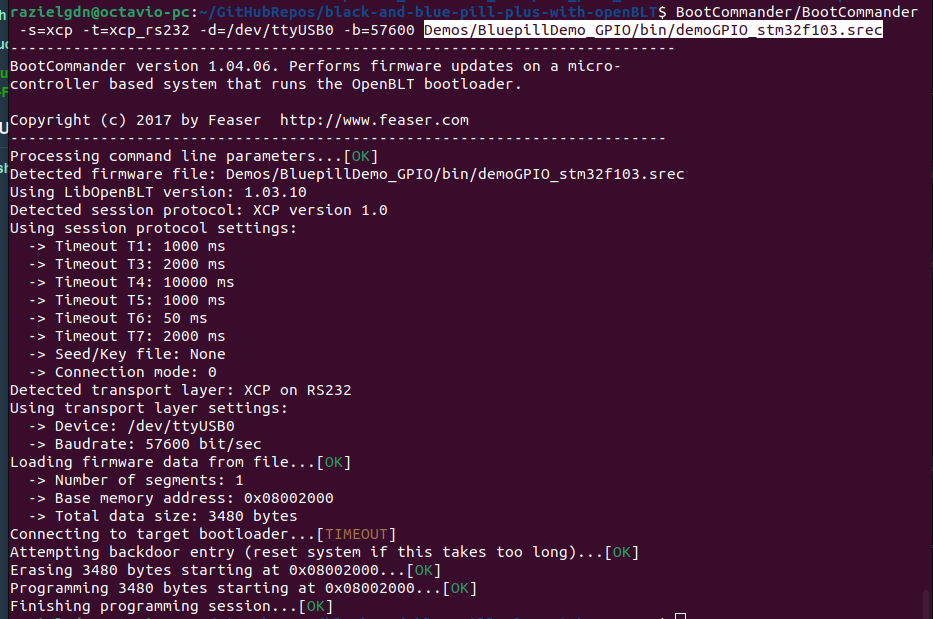 razielgdn@octavio-pc:~/GitHubRepos/black-and-blue-pill-plus-with-openBLT$ BootCommander/BootCommander
-s=xcp -t=xcp_rs232 -d=/dev/ttyUSB0 -b=57600 Demos/BluepillDemo_GPIO/bin/demoGPIO_stm32f103.srec
--------------------------------------------------------------------------
BootCommander version 1.04.06. Performs firmware updates on a micro-
controller based system that runs the OpenBLT bootloader.
Copyright (c) 2017 by Feaser  http://www.feaser.com
-------------------------------------------------------------------------
Processing command line parameters...[OK]
Detected firmware file: Demos/BluepillDemo_GPIO/bin/demoGPIO_stm32f103.srec
Using LibOpenBLT version: 1.03.10
Detected session protocol: XCP version 1.0
Using session protocol settings:
  -> Timeout T1: 1000 ms
  -> Timeout T3: 2000 ms
  -> Timeout T4: 10000 ms
  -> Timeout T5: 1000 ms
  -> Timeout T6: 50 ms
  -> Timeout T7: 2000 ms
  -> Seed/Key file: None
  -> Connection mode: 0
Detected transport layer: XCP on RS232
Using transport layer settings:
  -> Device: /dev/ttyUSB0
  -> Baudrate: 57600 bit/sec
Loading firmware data from file...[OK]
  -> Number of segments: 1
  -> Base memory address: 0x08002000
  -> Total data size: 3480 bytes
Connecting to target bootloader...[TIMEOUT]
Attempting backdoor entry (reset system if this takes too long)...[OK]
Erasing 3480 bytes starting at 0x08002000...[OK]
Programming 3480 bytes starting at 0x08002000...[OK]
Finishing programming session...[OK]